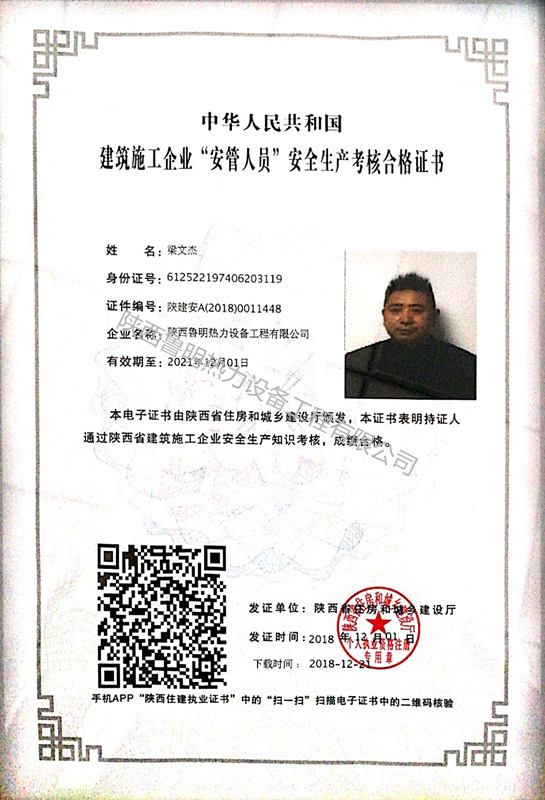 中华人民共和国
建筑施工企业“安管人员”安全生产考核合格证书
姓 名：梁文杰
身份证号：612522197406203119
证件编号：陕建安A(2018)0011448
企业名称：陕西鲁明热力设备工程有限公司
有效期至：2021年12月01日
陕西鲁明热力设备工程有限公司
本电子证书由陕西省住房和城乡建设厅颁发，本证书表明持证人
通过陕西省建筑施工企业安全生产知识考核，成绩合格。
发证单位：陕西省住房和城乡建设厅
发证时间：2018 年 12 月 01 日
下载时间：2018-12-21
陕西省住房和城乡建设厅
个人执业资格注册
专用章
手机APP“陕西住建执业证书”中的“扫一扫”扫描电子证书中的二维码核验